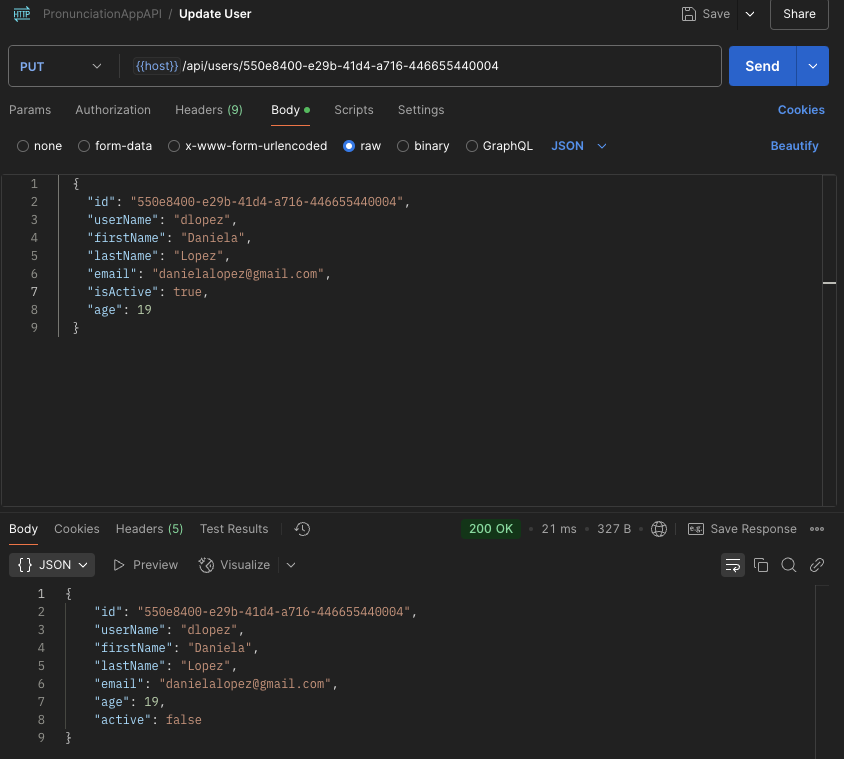 HTTP PronunciationAppAPI / Update User Save Share
PUT {{host}} /api/users/550e8400-e29b-41d4-a716-446655440004 Send
Params Authorization Headers (9) Body Scripts Settings Cookies
none form-data x-www-form-urlencoded raw binary GraphQL JSON Beautify
1 {
2 "id": "550e8400-e29b-41d4-a716-446655440004",
3 "userName": "dlopez",
4 "firstName": "Daniela",
5 "lastName": "Lopez",
6 "email": "danielalopez@gmail.com",
7 "isActive": true,
8 "age": 19
9 }
Body Cookies Headers (5) Test Results 200 OK • 21 ms • 327 B • e.g. Save Response
{} JSON Preview Visualize
1 {
2 "id": "550e8400-e29b-41d4-a716-446655440004",
3 "userName": "dlopez",
4 "firstName": "Daniela",
5 "lastName": "Lopez",
6 "email": "danielalopez@gmail.com",
7 "age": 19,
8 "active": false
9 }